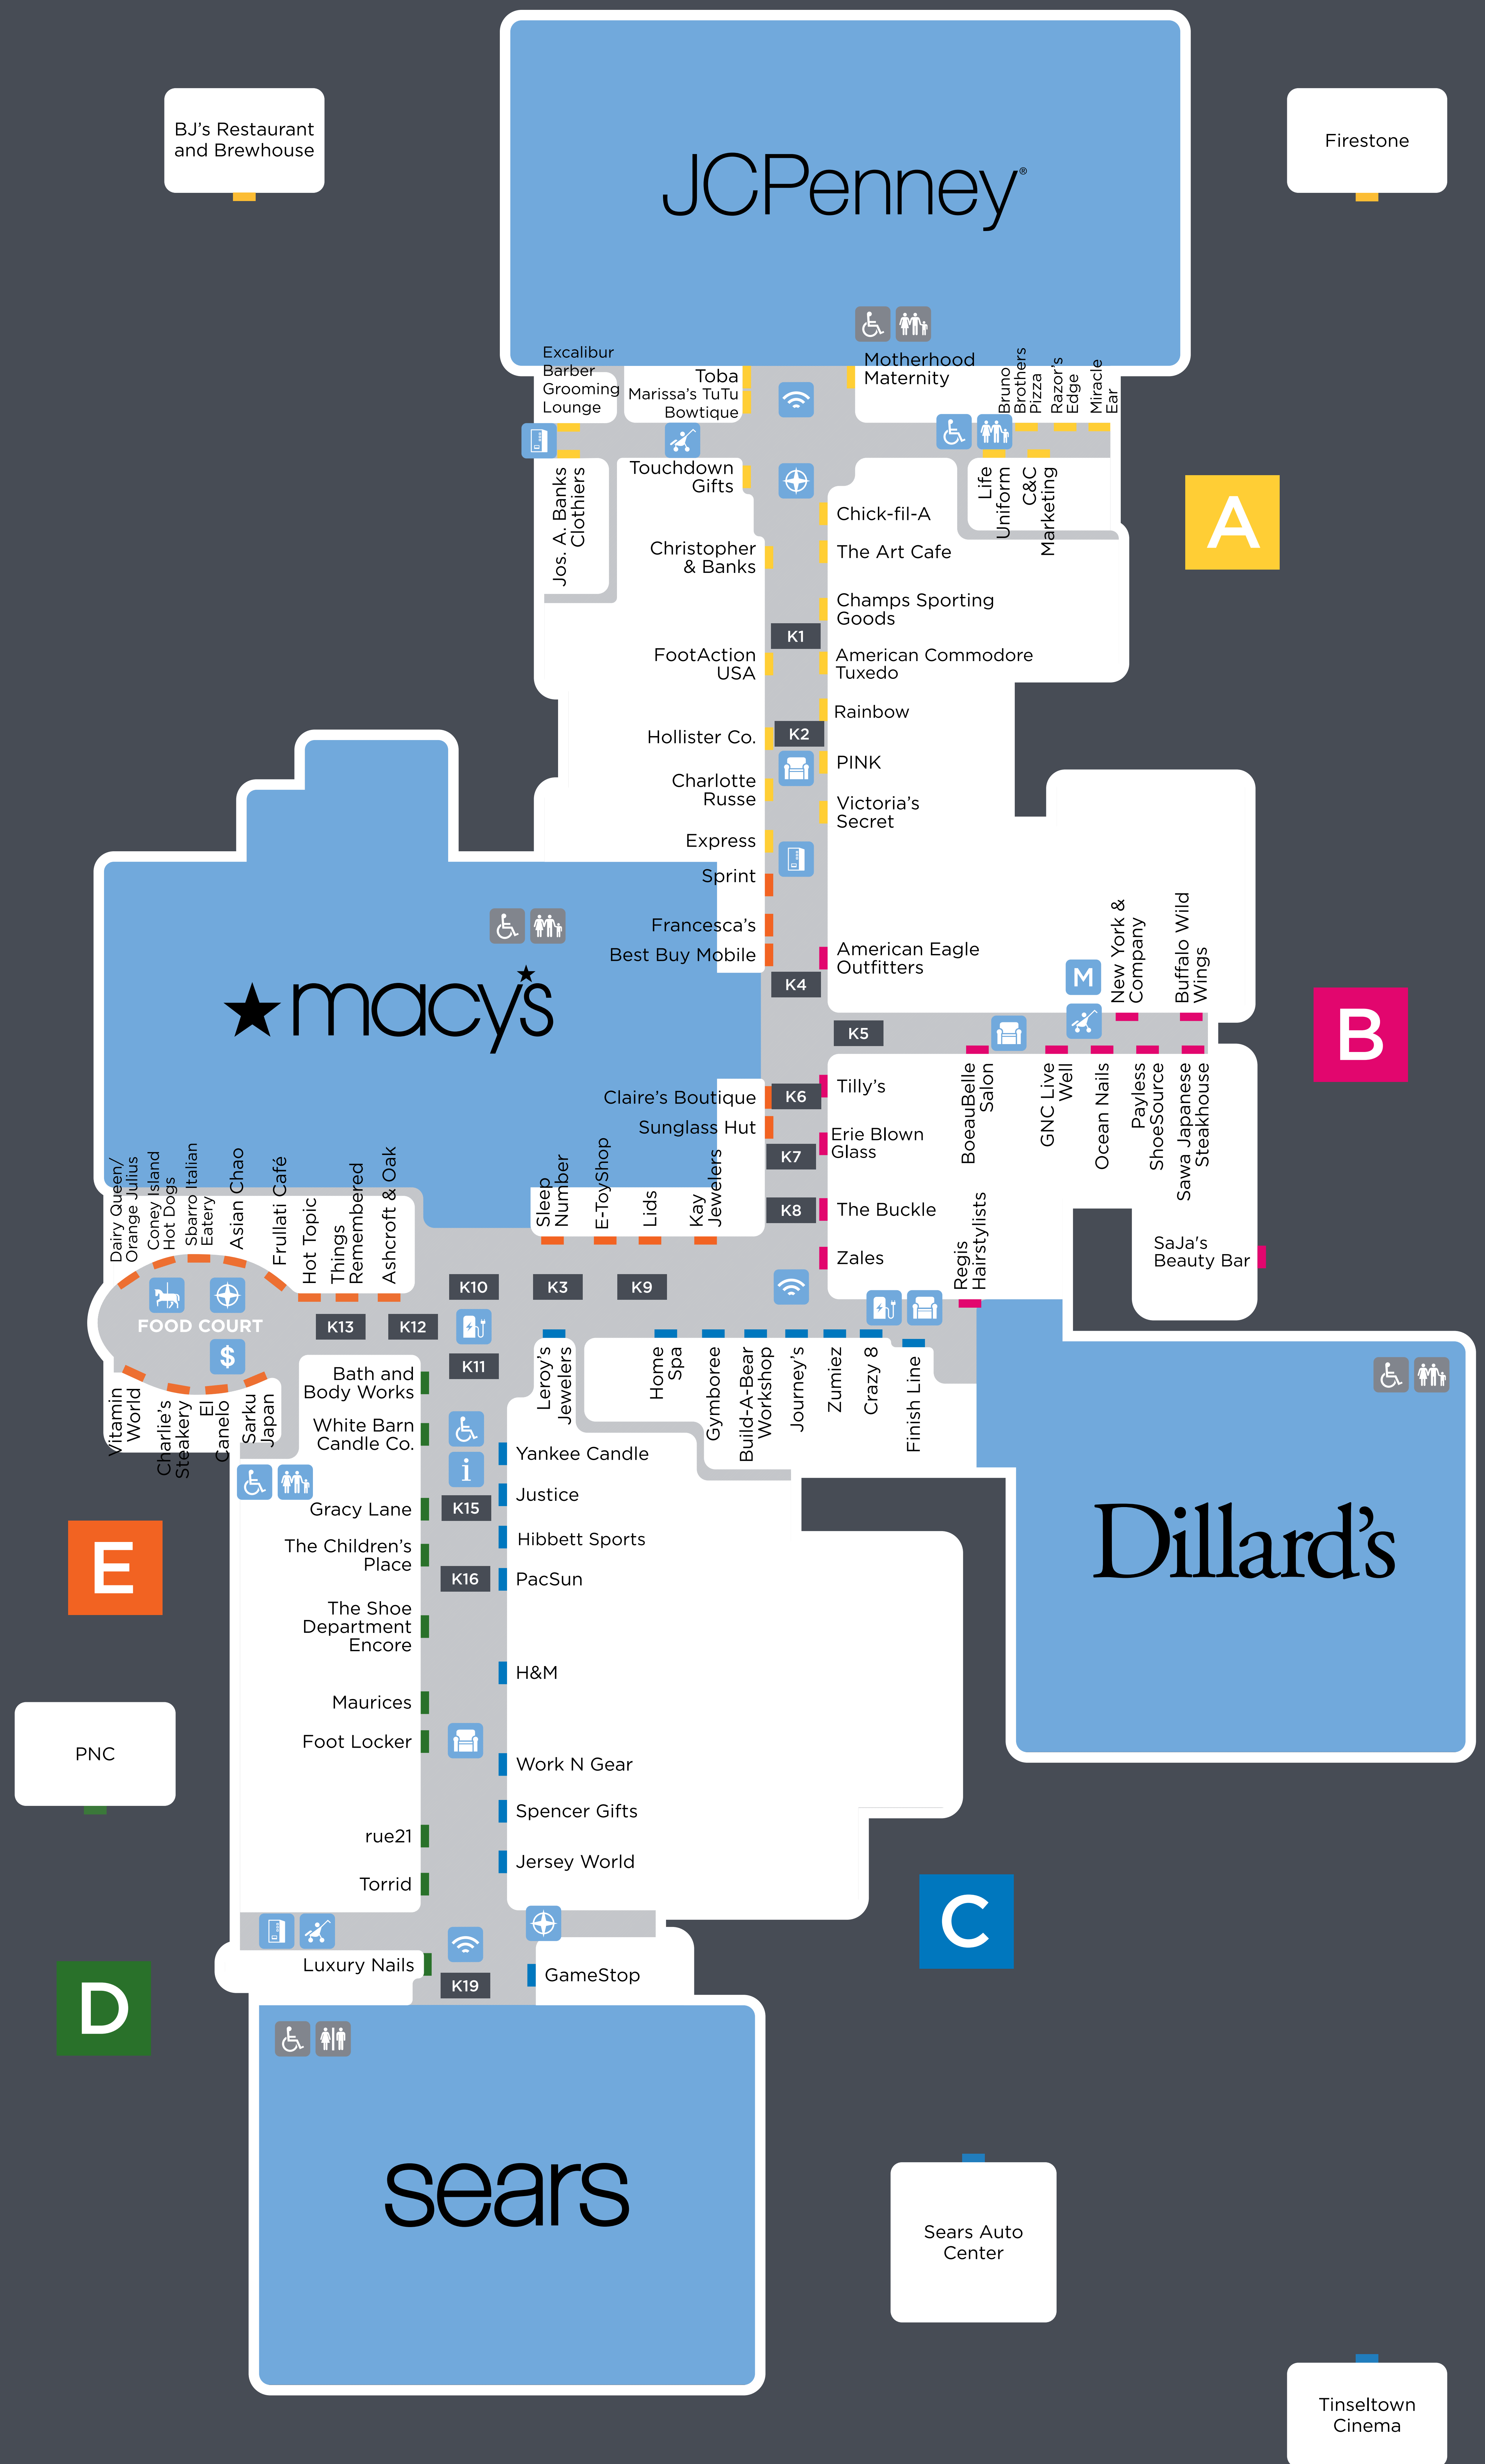 BJ's Restaurant
and Brewhouse
JCPenney®
Firestone
Excalibur
Barber
Grooming
Lounge
Toba
Marissa's TuTu
Bowtique
Motherhood
Maternity
Bruno
Brothers
Pizza
Razor's
Edge
Miracle
Ear
Jos. A. Banks
Clothiers
Touchdown
Gifts
Life
Uniform
C&C
Marketing
A
Chick-fil-A
Christopher
& Banks
The Art Cafe
Champs Sporting
Goods
K1
FootAction
USA
American Commodore
Tuxedo
Rainbow
Hollister Co.
K2
PINK
Charlotte
Russe
Victoria's
Secret
Express
Sprint
Francesca's
Best Buy Mobile
American Eagle
Outfitters
K4
M
New York &
Company
Buffalo Wild
Wings
macy's
K5
B
Claire's Boutique
K6
Tilly's
Sunglass Hut
K7
Erie Blown
Glass
BoeauBelle
Salon
GNC Live
Well
Ocean Nails
Payless
ShoeSource
Sawa Japanese
Steakhouse
Dairy Queen/
Orange Julius
Coney Island
Hot Dogs
Sbarro Italian
Eatery
Asian Chao
Frullati Café
Hot Topic
Things
Remembered
Ashcroft & Oak
Sleep
Number
E-ToyShop
Lids
Kay
Jewelers
K8
The Buckle
Zales
Regis
Hairstylists
SaJa's
Beauty Bar
K10
K3
K9
FOOD COURT
K13
K12
$
K11
Vitamin
World
Charlie's
Steakery
El
Canelo
Sarku
Japan
Bath and
Body Works
White Barn
Candle Co.
Leroy's
Jewelers
Home
Spa
Gymboree
Build-A-Bear
Workshop
Journey's
Zumiez
Crazy 8
Finish Line
Yankee Candle
i
Justice
Gracy Lane
K15
Hibbett Sports
The Children's
Place
K16
PacSun
Dillard's
E
The Shoe
Department
Encore
H&M
Maurices
Foot Locker
PNC
Work N Gear
Spencer Gifts
rue21
Jersey World
Torrid
C
Luxury Nails
K19
GameStop
D
sears
Sears Auto
Center
Tinseltown
Cinema